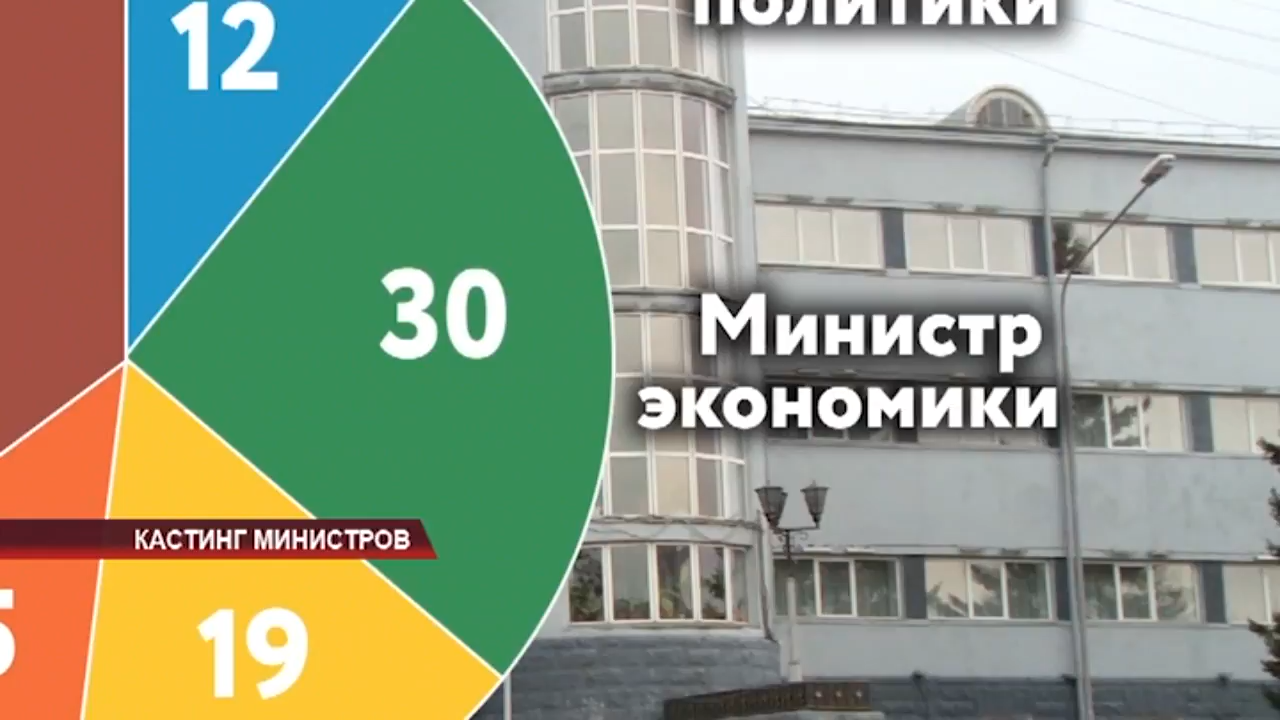 политики
12
30
Министр
экономики
КАСТИНГ МИНИСТРОВ
19